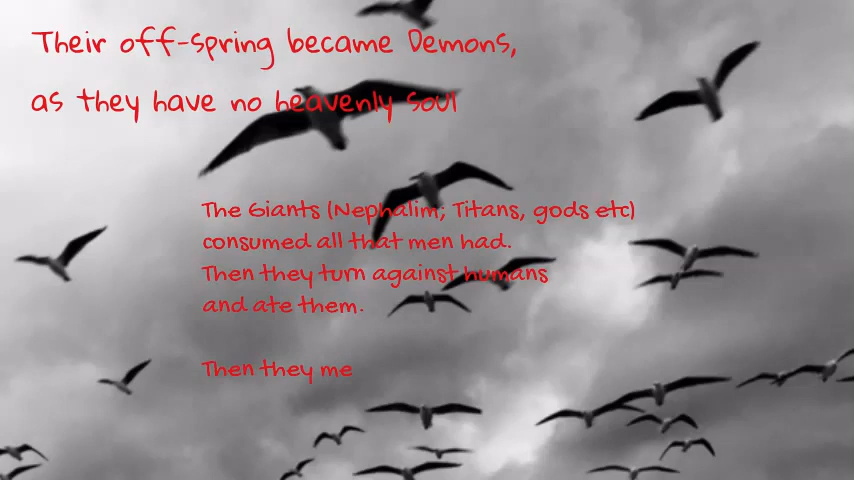 Their off-spring became Demons,
as they have no heavenly soul
The Giants (Nephalim; Titans, gods etc)
consumed all that men had.
Then they turn against humans
and ate them.
Then they me